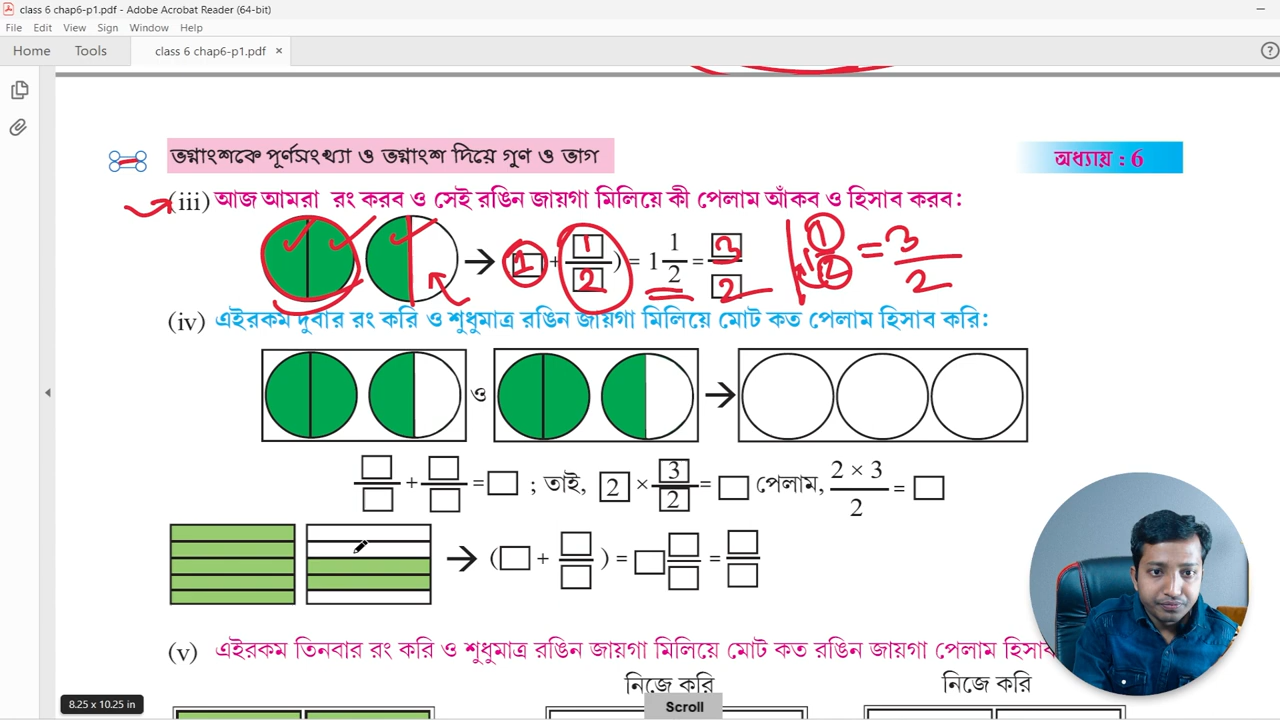 class 6 chap6-p1.pdf - Adobe Acrobat Reader (64-bit)
File Edit View Sign Window Help
Home Tools class 6 chap6-p1.pdf ×
ভগ্নাংশকে পূর্ণসংখ্যা ও ভগ্নাংশ দিয়ে গুণ ও ভাগ
অধ্যায় : 6
(iii) আজ আমরা রং করব ও সেই রঙিন জায়গা মিলিয়ে কী পেলাম আঁকব ও হিসাব করব:
→ 1 + 1/2 ) = 1 1/2 = 3/2 1 1/2 = 3/2
(iv) এইরকম দুবার রং করি ও শুধুমাত্র রঙিন জায়গা মিলিয়ে মোট কত পেলাম হিসাব করি:
ও →
□/□ + □/□ = □ ; তাই, 2 × 3/2 = □ পেলাম, 2 × 3/2 = □
→ (□ + □/□ ) = □ □/□ = □/□
(v) এইরকম তিনবার রং করি ও শুধুমাত্র রঙিন জায়গা মিলিয়ে মোট কত রঙিন জায়গা পেলাম হিসাব
নিজে করি নিজে করি
8.25 x 10.25 in
Scroll